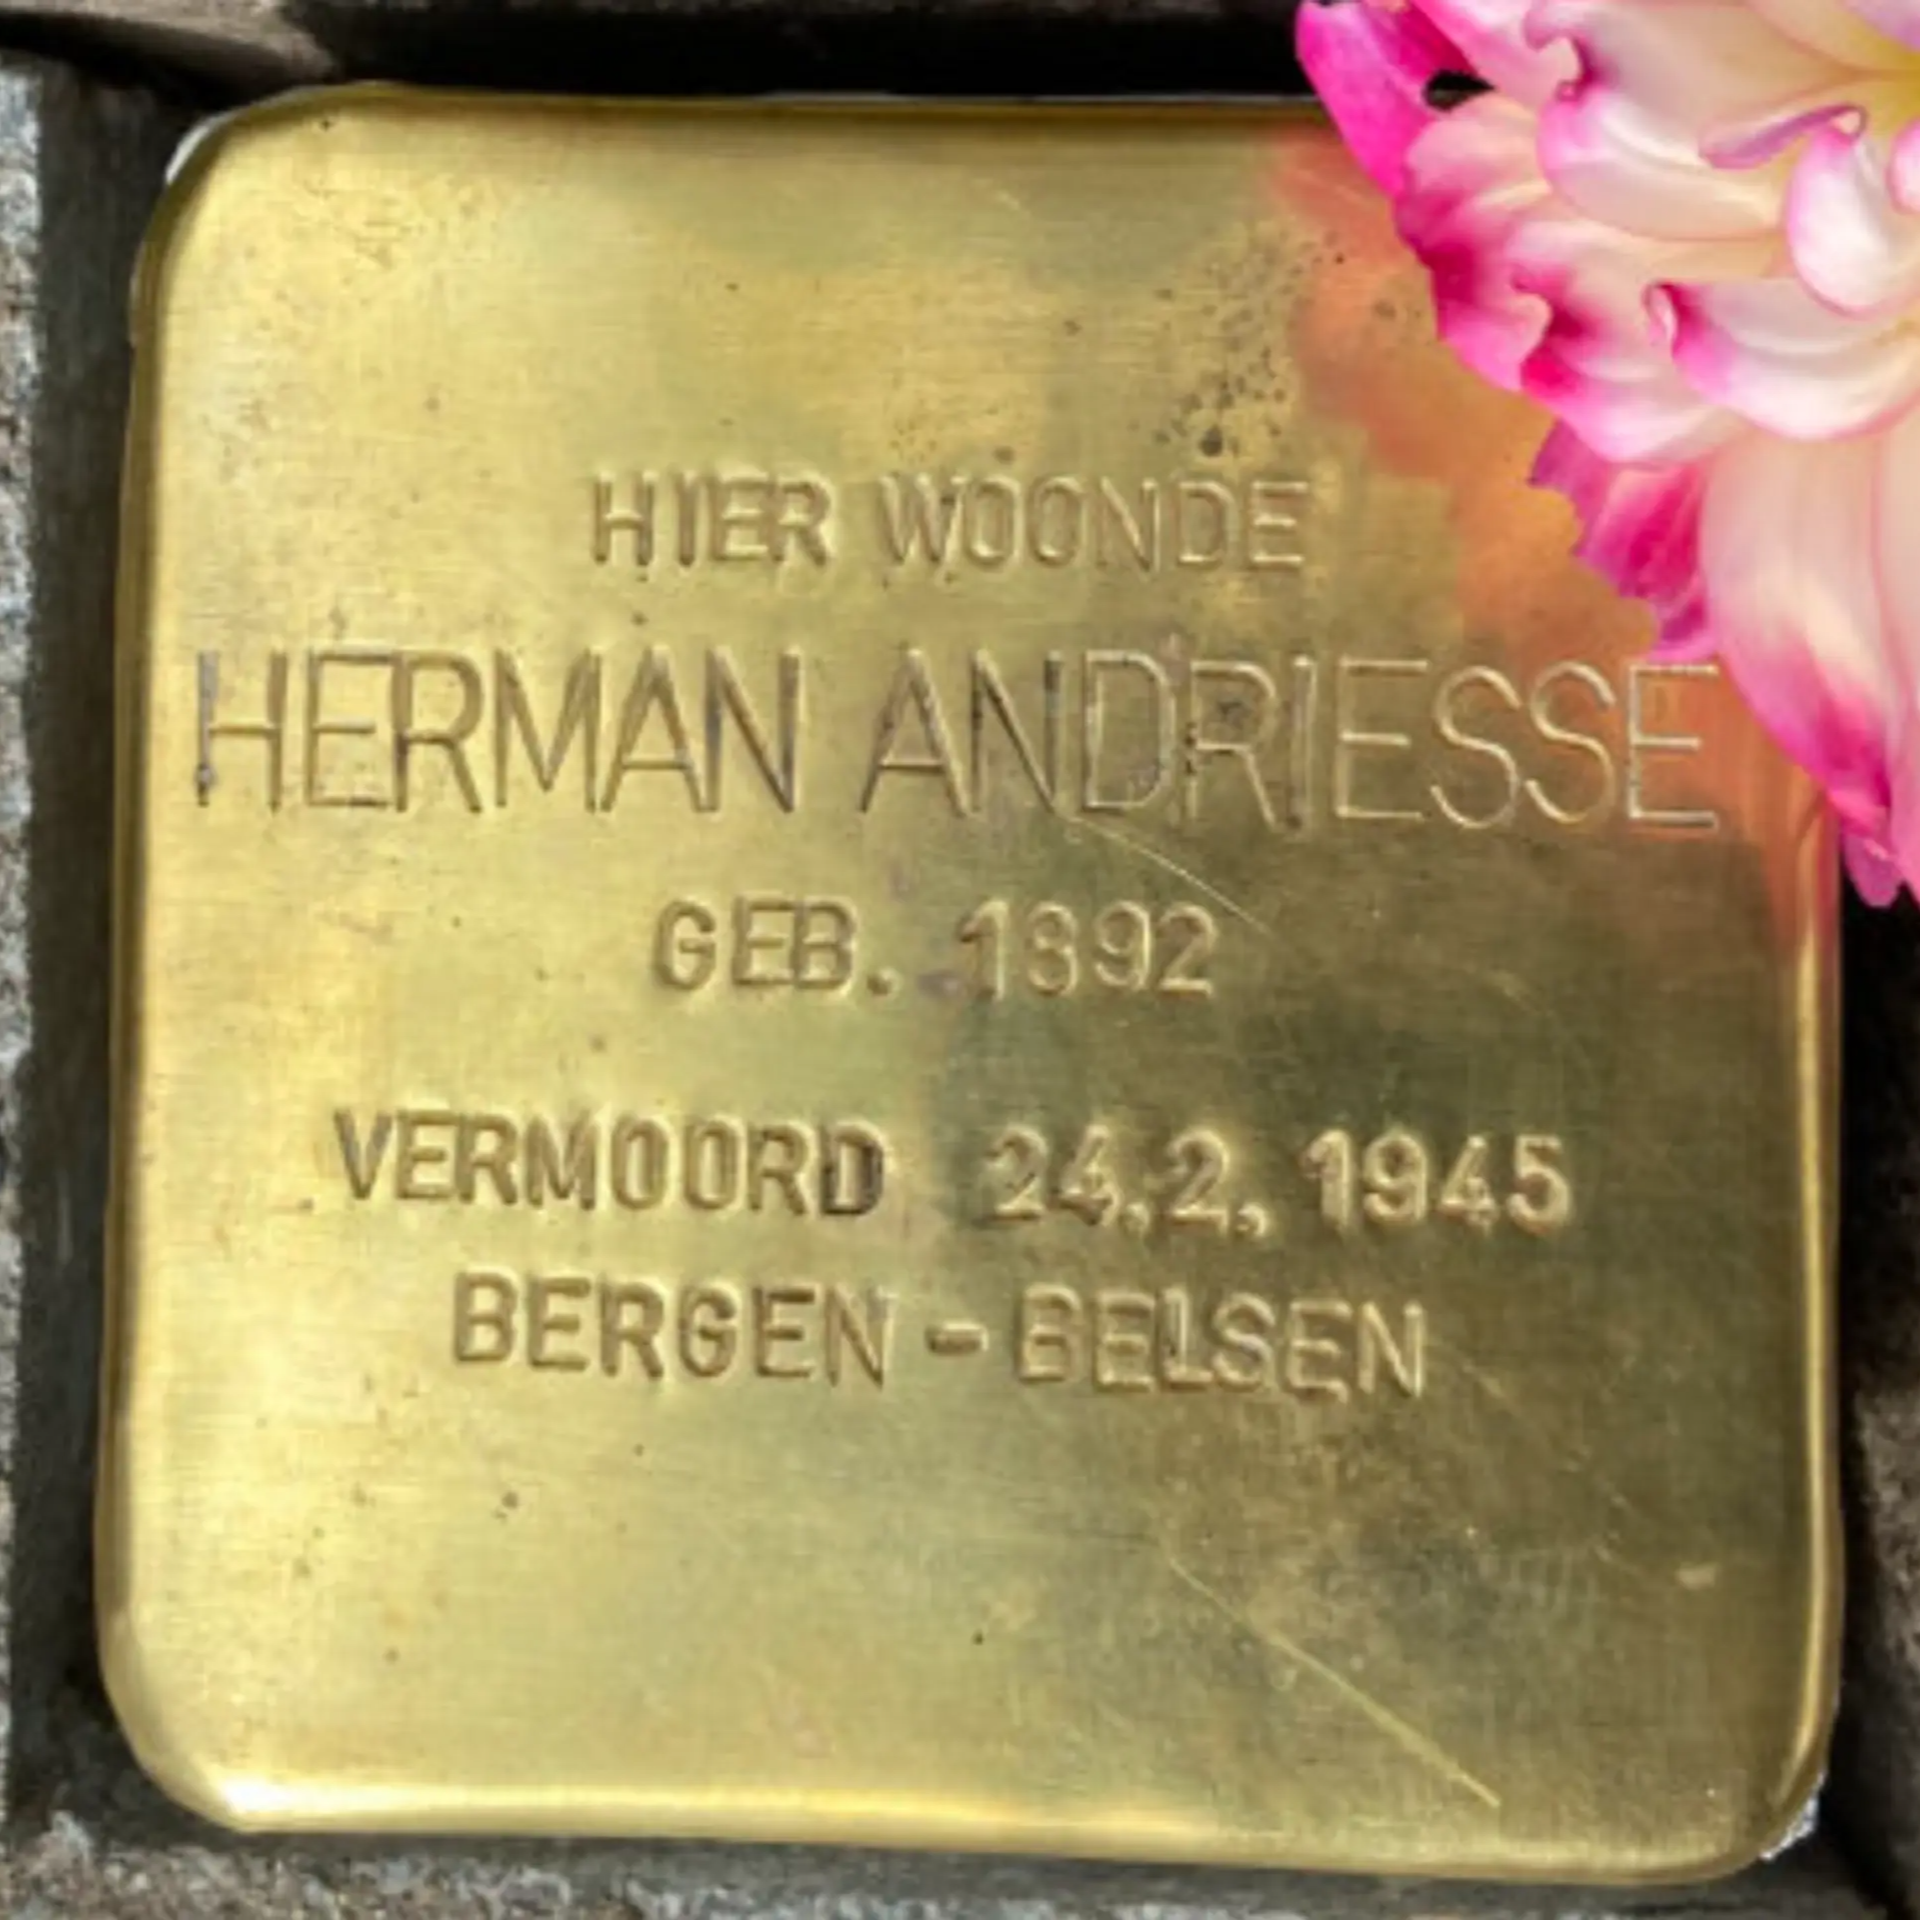 HIER WOONDE
HERMAN ANDRIESSE
GEB. 1892
VERMOORD 24.2.1945
BERGEN-BELSEN